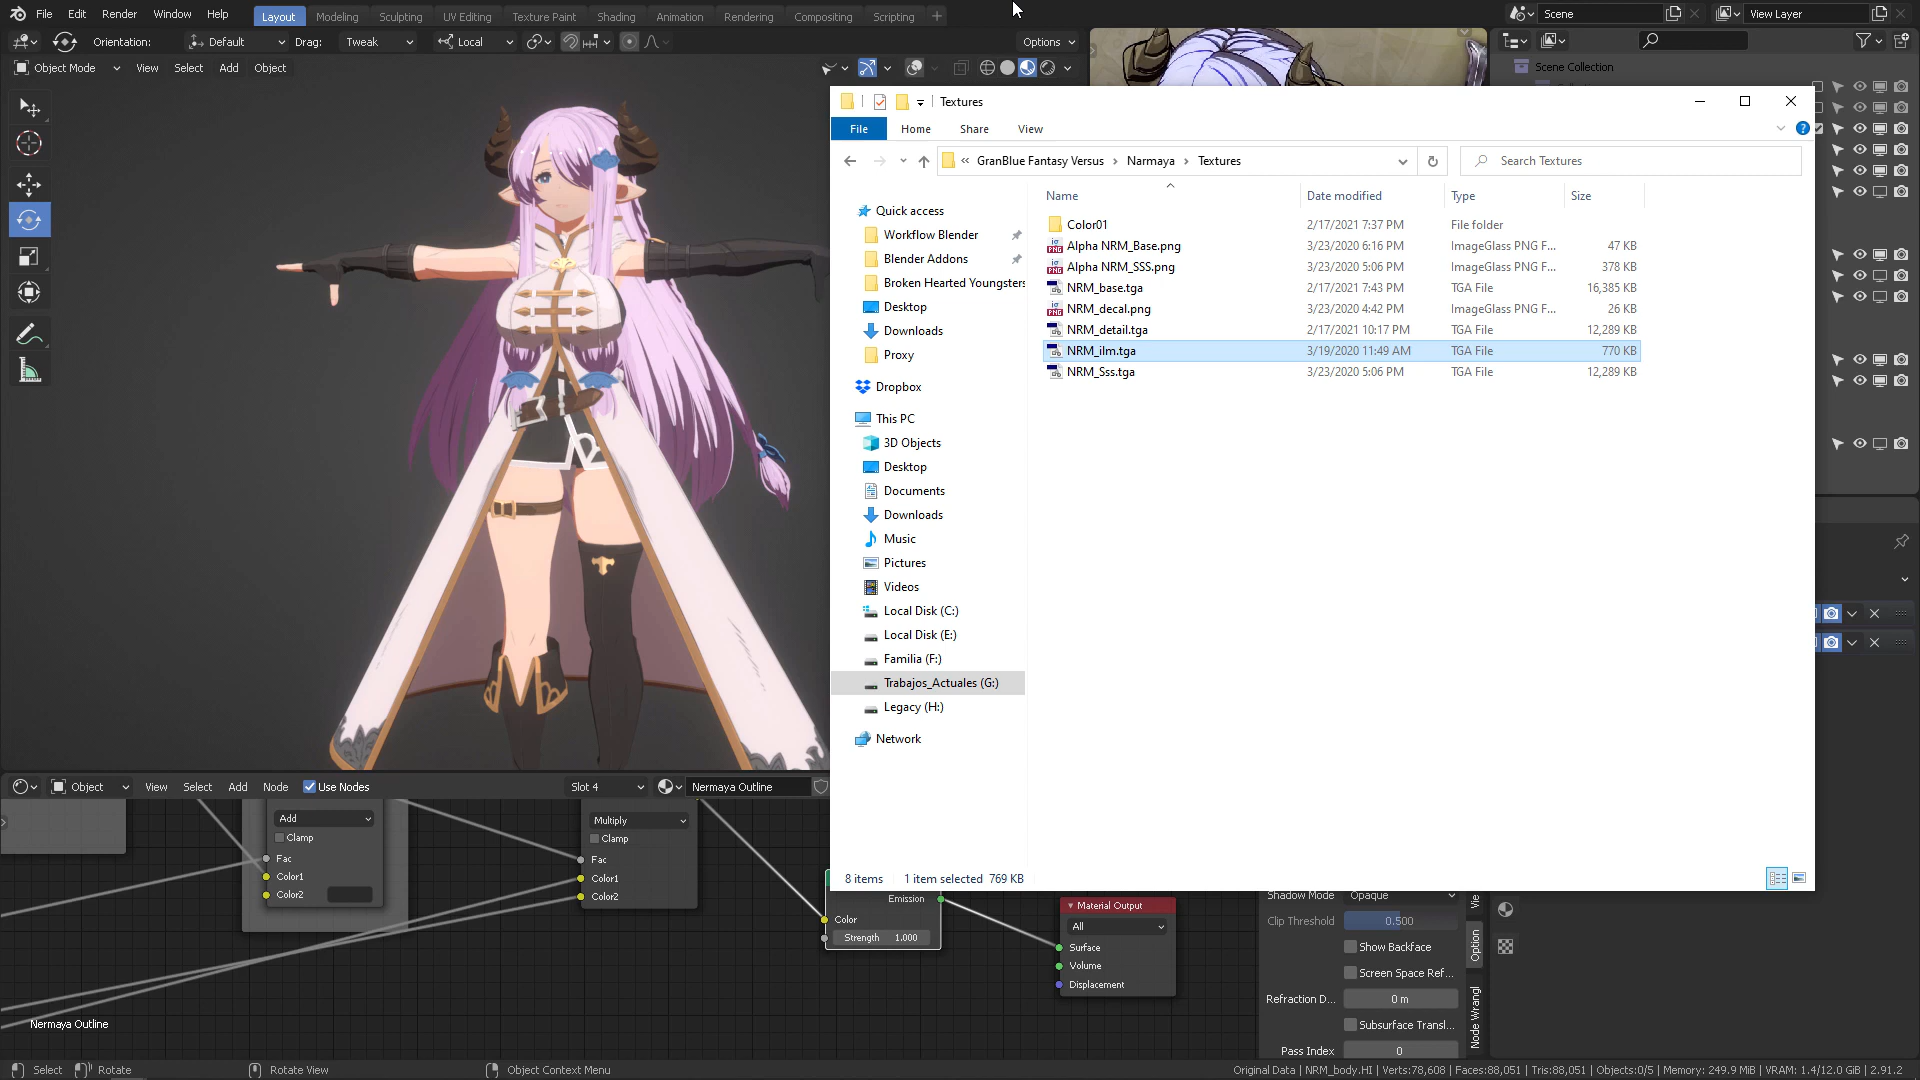 File Edit Render Window Help Layout Modeling Sculpting UV Editing Texture Paint Shading Animation Rendering Compositing Scripting + Scene View Layer
Orientation: Default Drag: Tweak Local Options
Object Mode View Select Add Object
Scene Collection
Textures
File Home Share View
« GranBlue Fantasy Versus › Narmaya › Textures Search Textures
Name Date modified Type Size
Color01 2/17/2021 7:37 PM File folder
Alpha NRM_Base.png 3/23/2020 6:16 PM ImageGlass PNG F... 47 KB
Alpha NRM_SSS.png 3/23/2020 5:06 PM ImageGlass PNG F... 378 KB
NRM_base.tga 2/17/2021 7:43 PM TGA File 16,385 KB
NRM_decal.png 3/23/2020 4:42 PM ImageGlass PNG F... 26 KB
NRM_detail.tga 2/17/2021 10:17 PM TGA File 12,289 KB
NRM_ilm.tga 3/19/2020 11:49 AM TGA File 770 KB
NRM_Sss.tga 3/23/2020 5:06 PM TGA File 12,289 KB
Quick access
Workflow Blender
Blender Addons
Broken Hearted Youngsters
Desktop
Downloads
Proxy
Dropbox
This PC
3D Objects
Desktop
Documents
Downloads
Music
Pictures
Videos
Local Disk (C:)
Local Disk (E:)
Familia (F:)
Trabajos_Actuales (G:)
Legacy (H:)
Network
8 items 1 item selected 769 KB
Object View Select Add Node Use Nodes Slot 4 Nermaya Outline
Add
Clamp
Fac
Color1
Color2
Multiply
Clamp
Fac
Color1
Color2
Emission
Color
Strength 1.000
Material Output
All
Surface
Volume
Displacement
Shadow Mode Opaque
Clip Threshold 0.500
Show Backface
Screen Space Ref...
Refraction D... 0 m
Subsurface Transl...
Pass Index 0
Option
Node Wrangl
Nermaya Outline
Select Rotate Rotate View Object Context Menu Original Data | NRM_body.HI | Verts:78,608 | Faces:88,051 | Tris:88,051 | Objects:0/5 | Memory: 249.9 MiB | VRAM: 1.4/12.0 GiB | 2.91.2